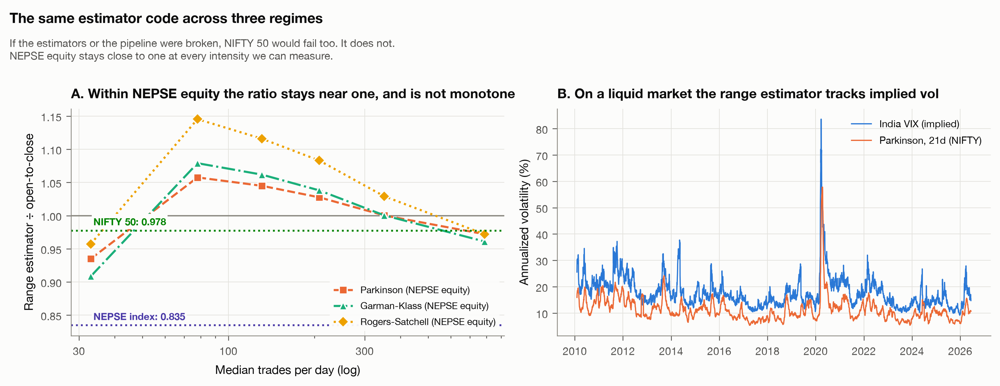 The same estimator code across three regimes
If the estimators or the pipeline were broken, NIFTY 50 would fail too. It does not.
NEPSE equity stays close to one at every intensity we can measure.
A. Within NEPSE equity the ratio stays near one, and is not monotone
Range estimator ÷ open-to-close
1.15
1.10
1.05
1.00
0.95
0.90
0.85
NIFTY 50: 0.978
NEPSE index: 0.835
Parkinson (NEPSE equity)
Garman-Klass (NEPSE equity)
Rogers-Satchell (NEPSE equity)
30
100
300
Median trades per day (log)
B. On a liquid market the range estimator tracks implied vol
Annualized volatility (%)
80
70
60
50
40
30
20
10
India VIX (implied)
Parkinson, 21d (NIFTY)
2010
2012
2014
2016
2018
2020
2022
2024
2026